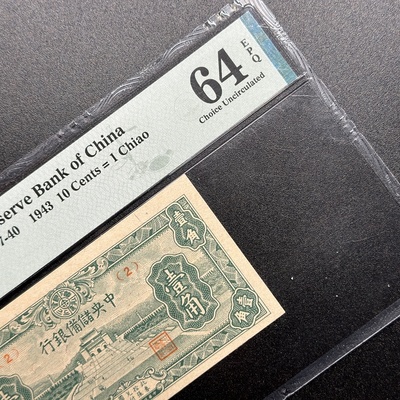 64 EPQ
Choice Uncirculated
serve Bank of China
7-40 1943 10 Cents = 1 Chiao
壹角
(2)
行銀備儲央中
壹角
壹角
2)